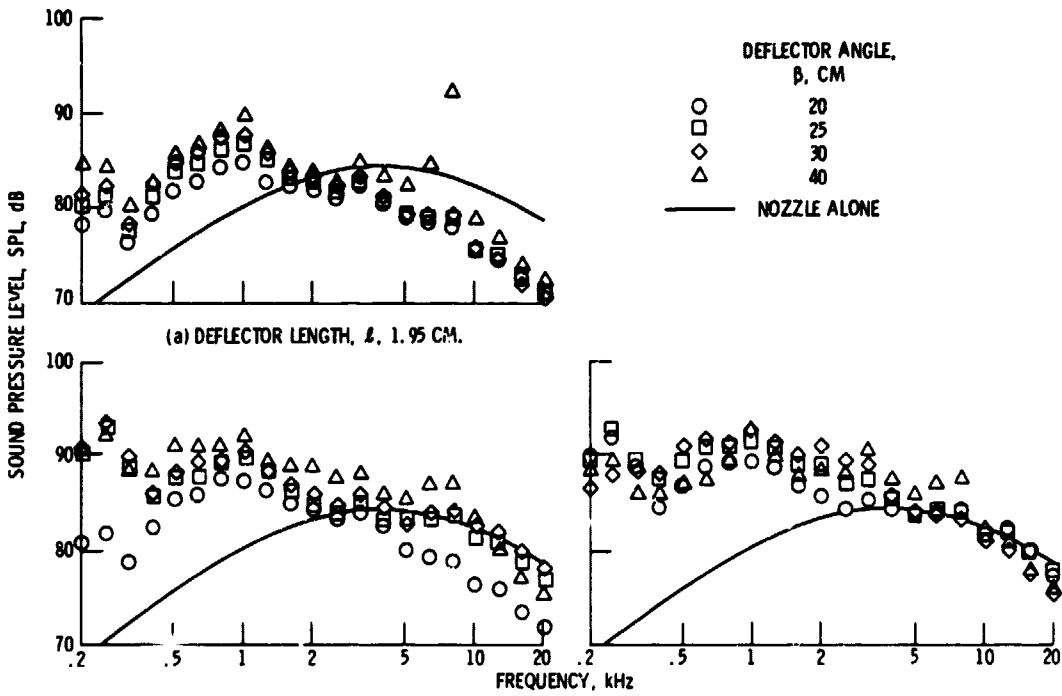 100
90
80
70
SOUND PRESSURE LEVEL, SPL, dB
DEFLECTOR ANGLE,
β, CM
20
25
30
40
NOZZLE ALONE
(a) DEFLECTOR LENGTH, ℓ, 1.95 CM.
100
90
80
70
.2 .5 1 2 5 10 20
.2 .5 1 2 5 10 20
FREQUENCY, kHz